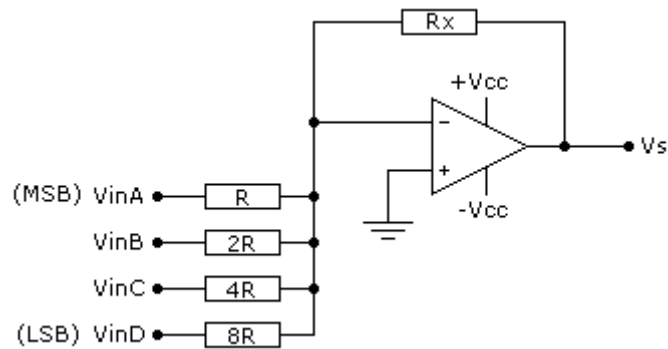 Rx
+Vcc
−
Vs
+
(MSB) VinA R
-Vcc
VinB 2R
VinC 4R
(LSB) VinD 8R